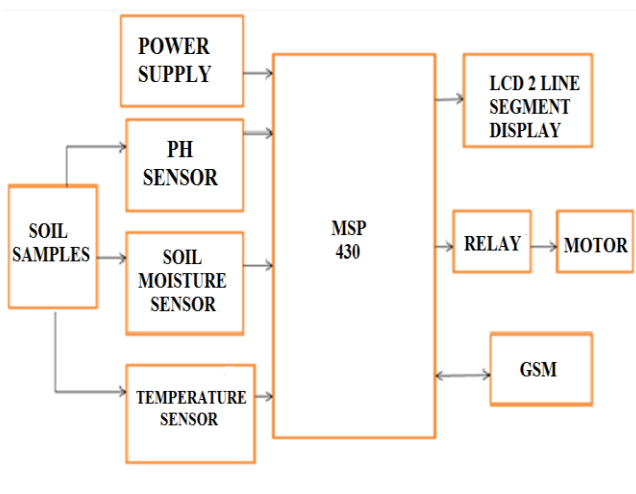 POWER
SUPPLY
PH
SENSOR
SOIL
SAMPLES
SOIL
MOISTURE
SENSOR
TEMPERATURE
SENSOR
MSP
430
LCD 2 LINE
SEGMENT
DISPLAY
RELAY
MOTOR
GSM